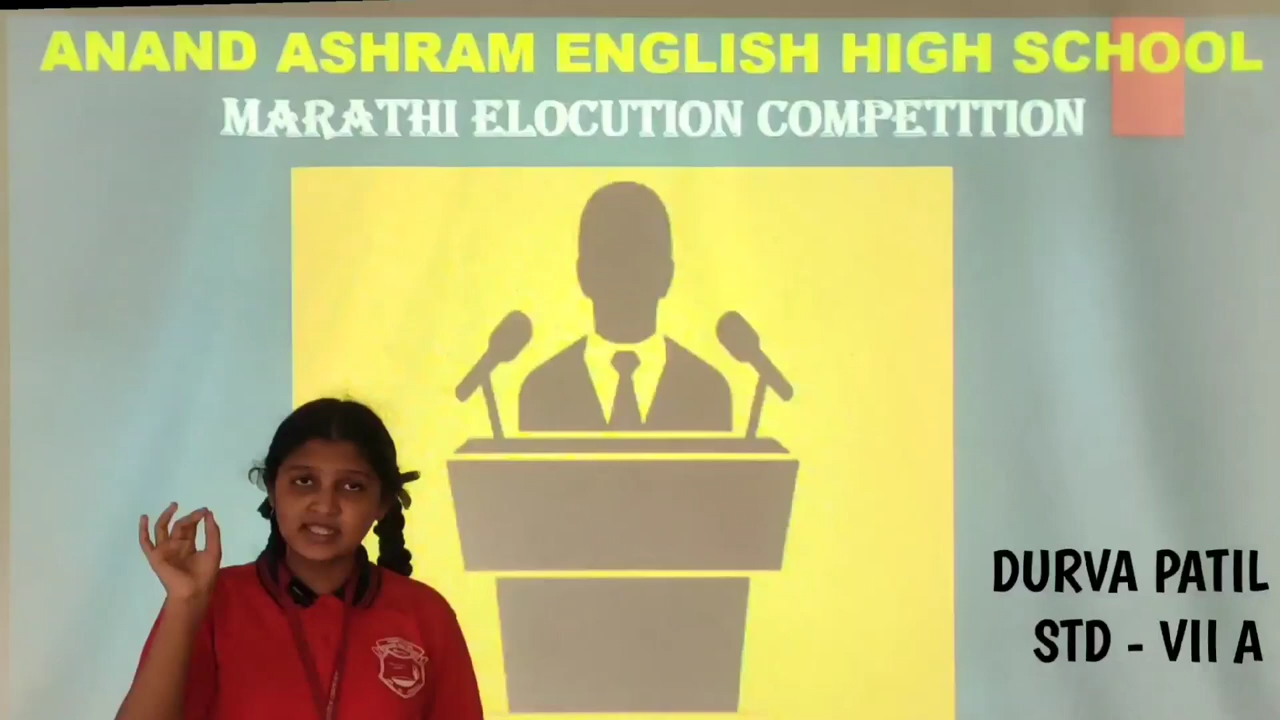 ANAND ASHRAM ENGLISH HIGH SCHOOL
MARATHI ELOCUTION COMPETITION
DURVA PATIL
STD - VII A